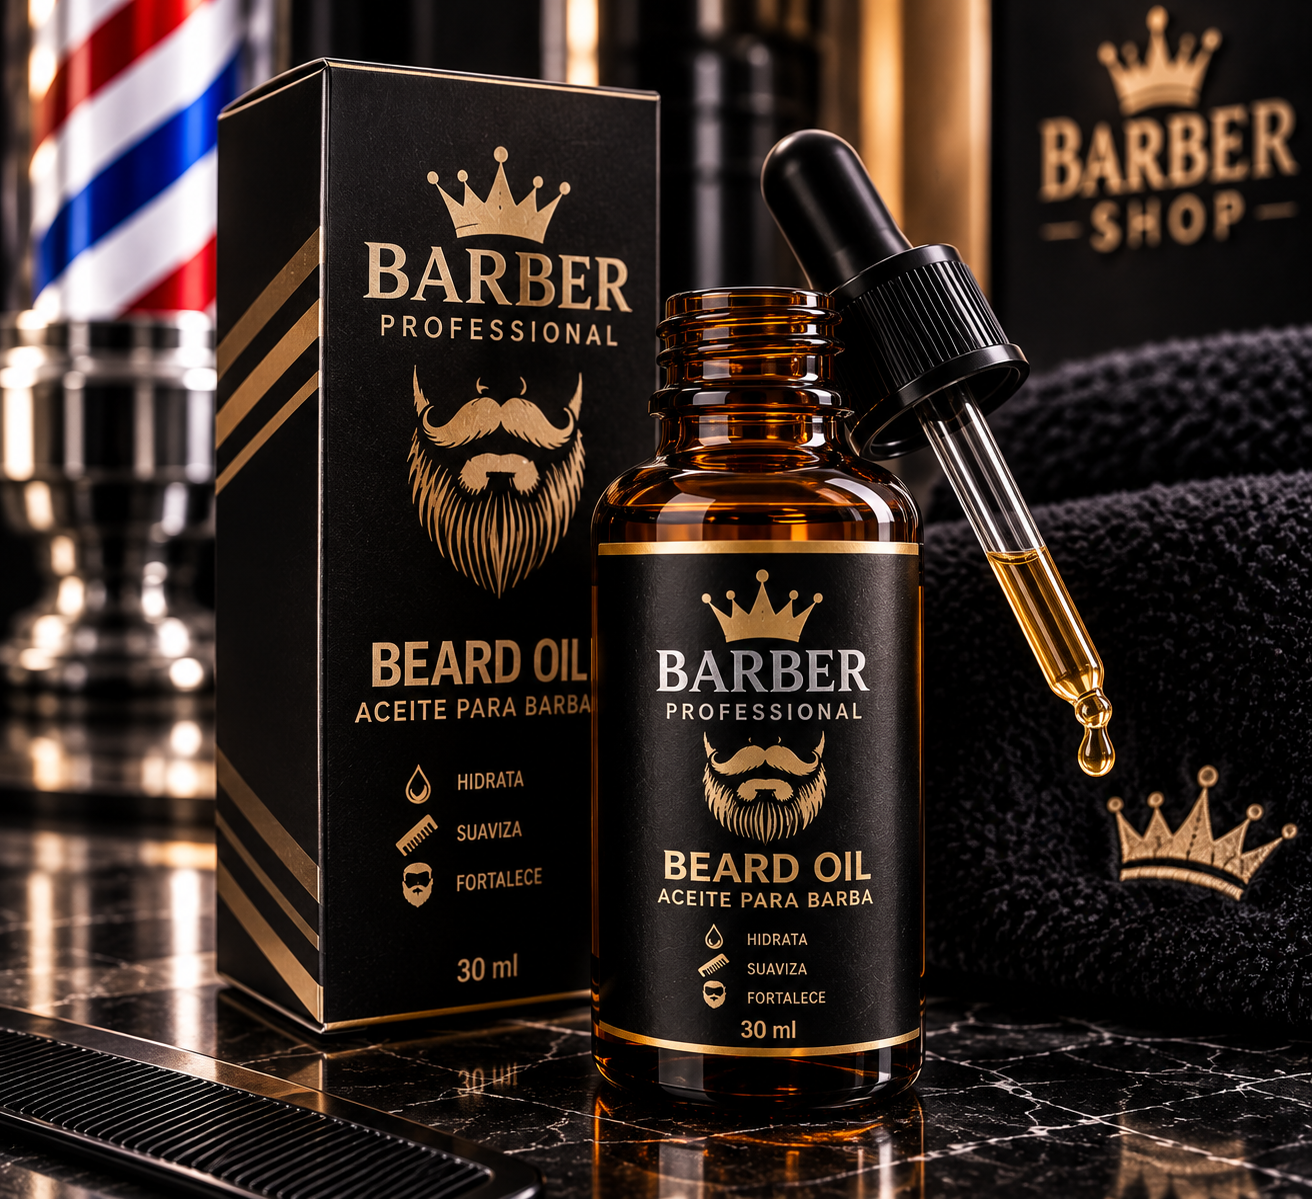 BARBER
PROFESSIONAL
BEARD OIL
ACEITE PARA BARBA
HIDRATA
SUAVIZA
FORTALECE
30 ml
BARBER
PROFESSIONAL
BEARD OIL
ACEITE PARA BARBA
HIDRATA
SUAVIZA
FORTALECE
30 ml
BARBER
SHOP